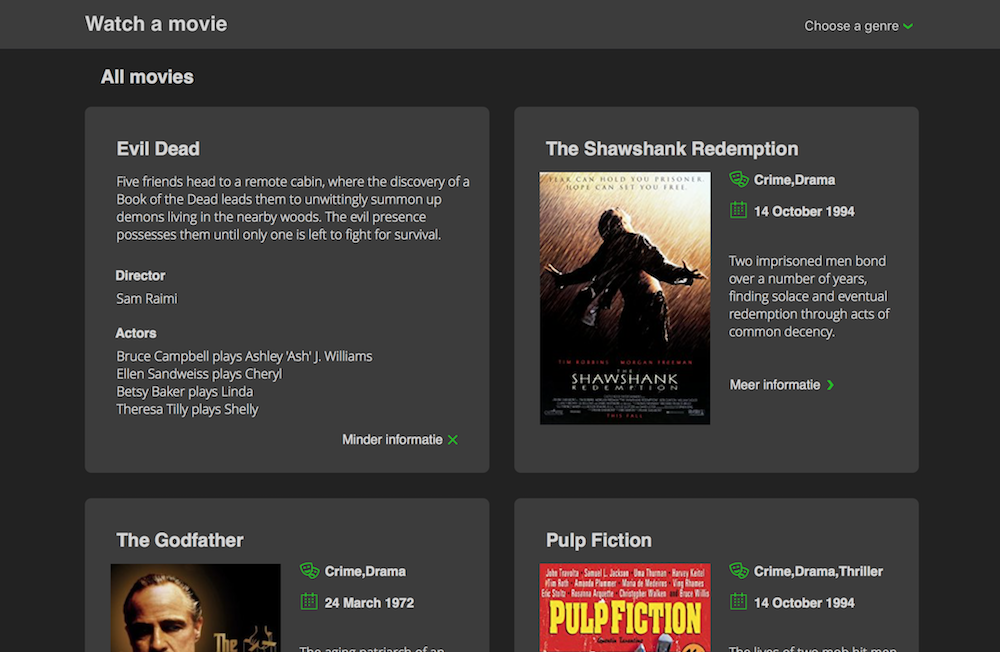 Watch a movie
Choose a genre
All movies
Evil Dead
Five friends head to a remote cabin, where the discovery of a
Book of the Dead leads them to unwittingly summon up
demons living in the nearby woods. The evil presence
possesses them until only one is left to fight for survival.
Director
Sam Raimi
Actors
Bruce Campbell plays Ashley 'Ash' J. Williams
Ellen Sandweiss plays Cheryl
Betsy Baker plays Linda
Theresa Tilly plays Shelly
Minder informatie
The Shawshank Redemption
FEAR CAN HOLD YOU PRISONER.
HOPE CAN SET YOU FREE.
TIM ROBBINS MORGAN FREEMAN
THE
SHAWSHANK
REDEMPTION
THIS FALL
Crime,Drama
14 October 1994
Two imprisoned men bond
over a number of years,
finding solace and eventual
redemption through acts of
common decency.
Meer informatie
The Godfather
The
Crime,Drama
24 March 1972
The aging patriarch of an
Pulp Fiction
John Travolta Samuel L. Jackson Uma Thurman Harvey Keitel
Tim Roth Amanda Plummer Maria de Medeiros Ving Rhames
Eric Stoltz Rosanna Arquette Christopher Walken and Bruce Willis
PULP FICTION
Crime,Drama,Thriller
14 October 1994
The lives of two mob hit men,